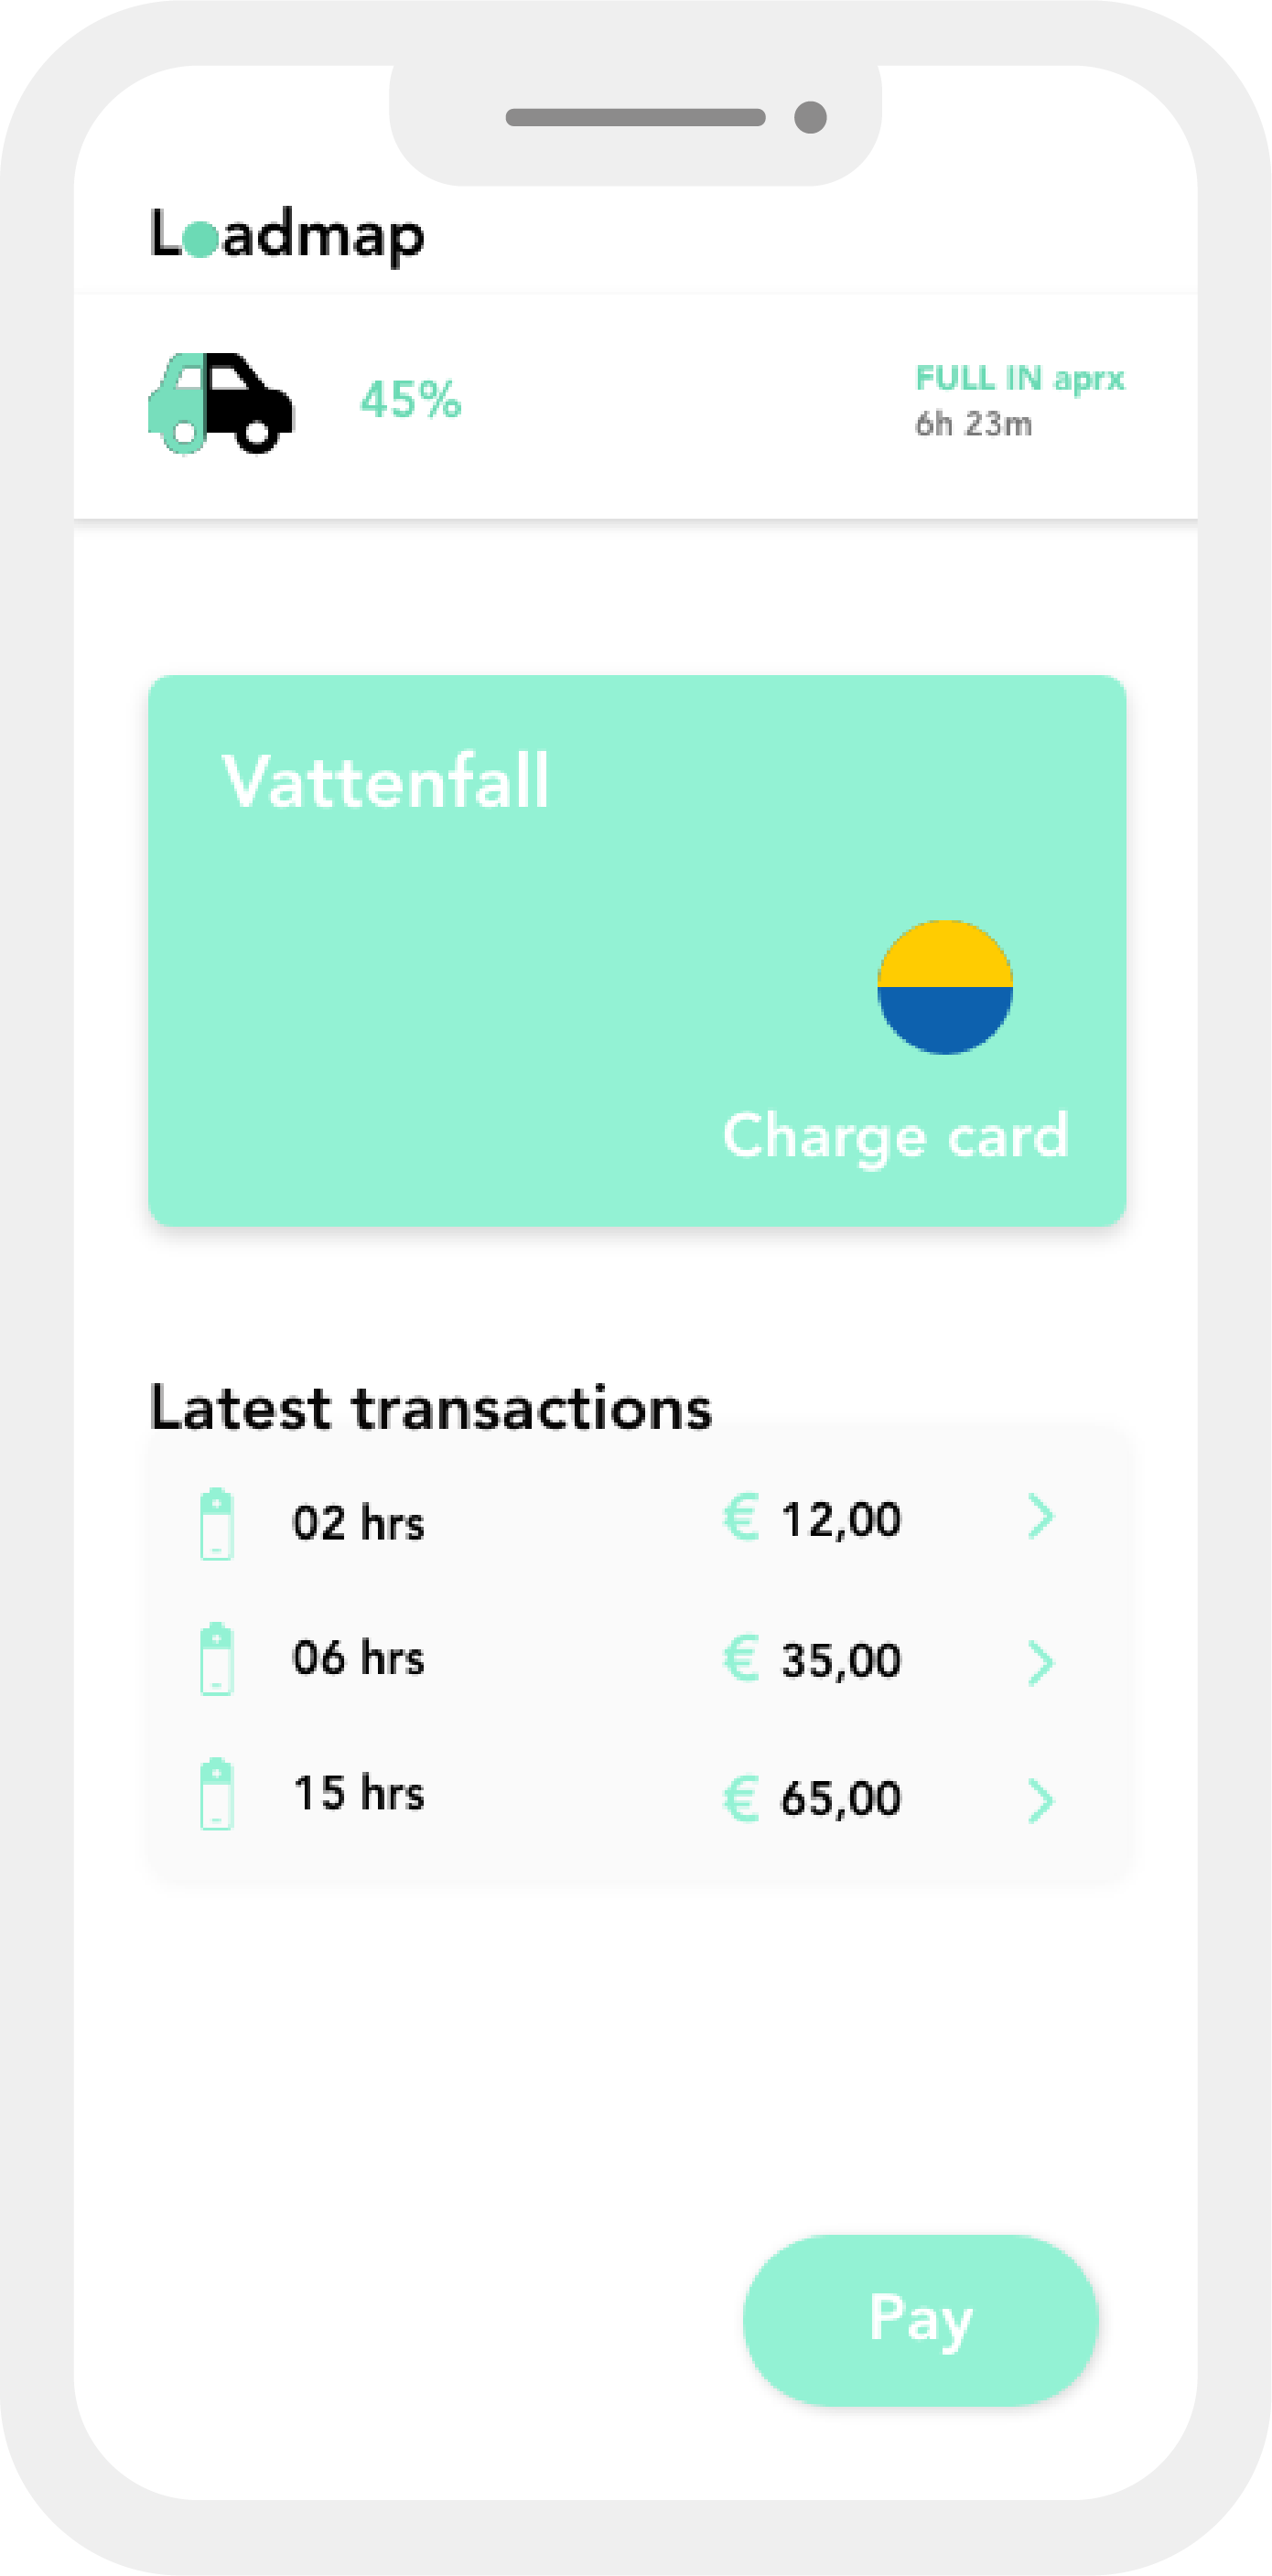 Loadmap
45%
FULL IN aprx
6h 23m
Vattenfall
Charge card
Latest transactions
02 hrs € 12,00
06 hrs € 35,00
15 hrs € 65,00
Pay